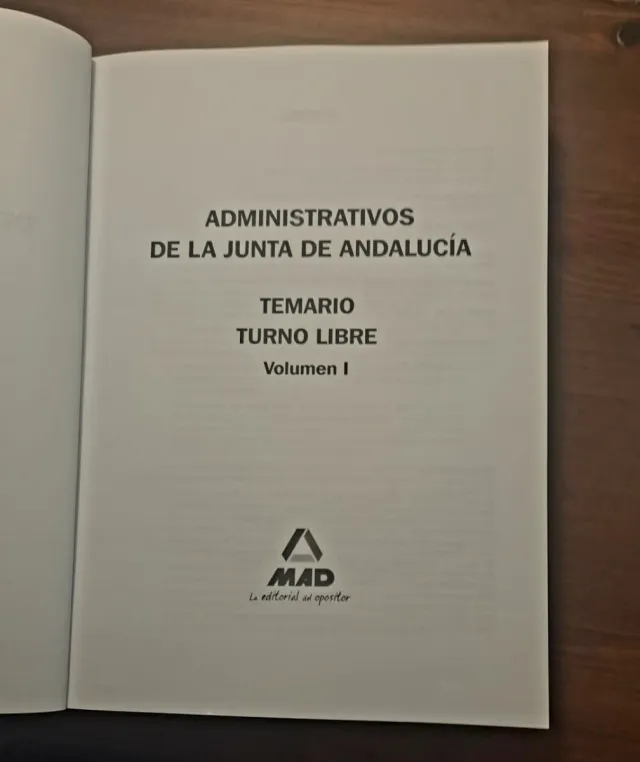 ADMINISTRATIVOS
DE LA JUNTA DE ANDALUCÍA
TEMARIO
TURNO LIBRE
Volumen I
MAD
La editorial del opositor